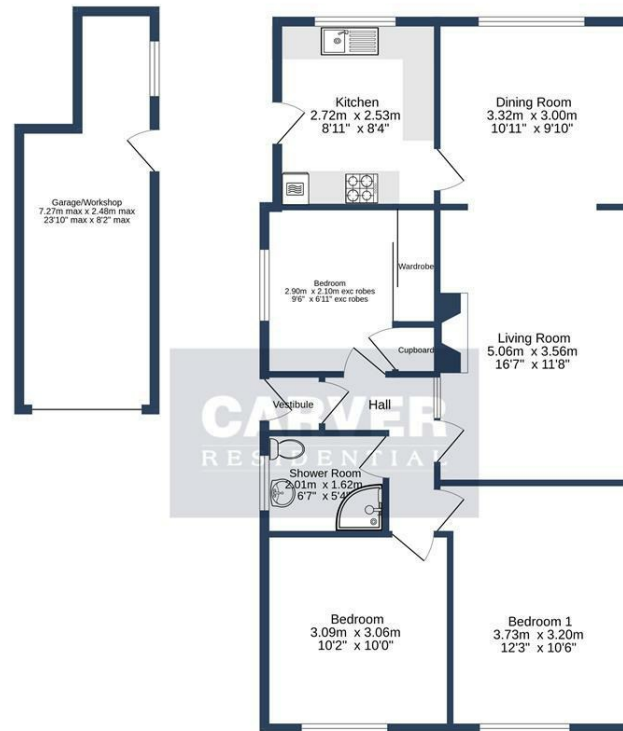 Kitchen
2.72m x 2.53m
8'11" x 8'4"
Dining Room
3.32m x 3.00m
10'11" x 9'10"
Garage/Workshop
7.27m max x 2.48m max
23'10" max x 8'2" max
Bedroom
2.90m x 2.10m exc robes
9'6" x 6'11" exc robes
Wardrobe
Cupboard
Living Room
5.06m x 3.56m
16'7" x 11'8"
Vestibule
Hall
CARVER
RESIDENTIAL
Shower Room
2.01m x 1.62m
6'7" x 5'4"
Bedroom
3.09m x 3.06m
10'2" x 10'0"
Bedroom 1
3.73m x 3.20m
12'3" x 10'6"